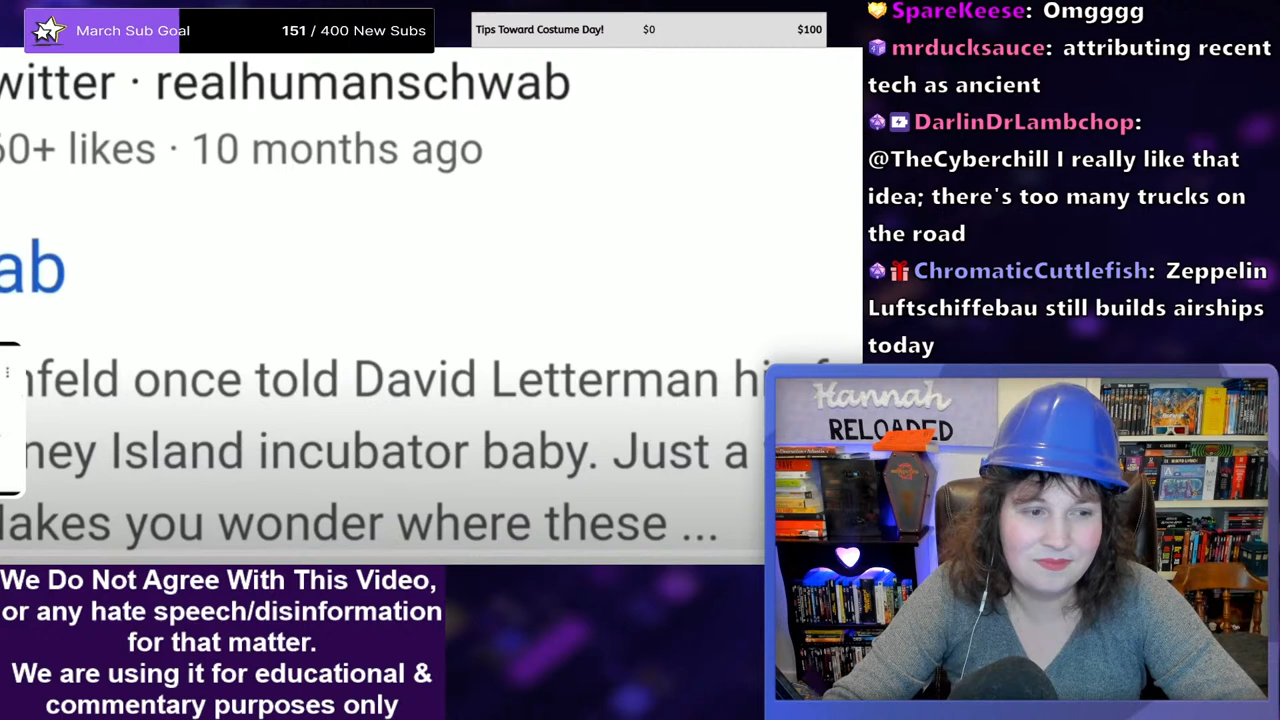 March Sub Goal
151 / 400 New Subs
Tips Toward Costume Day!
$0
$100
witter · realhumanschwab
60+ likes · 10 months ago
ab
nfeld once told David Letterman his f
ney Island incubator baby. Just a
Makes you wonder where these ...
We Do Not Agree With This Video,
or any hate speech/disinformation
for that matter.
We are using it for educational &
commentary purposes only
SpareKeese: Omgggg
mrducksauce: attributing recent
tech as ancient
DarlinDrLambchop:
@TheCyberchill I really like that
idea; there's too many trucks on
the road
ChromaticCuttlefish: Zeppelin
Luftschiffebau still builds airships
today
Hannah
RELOADED